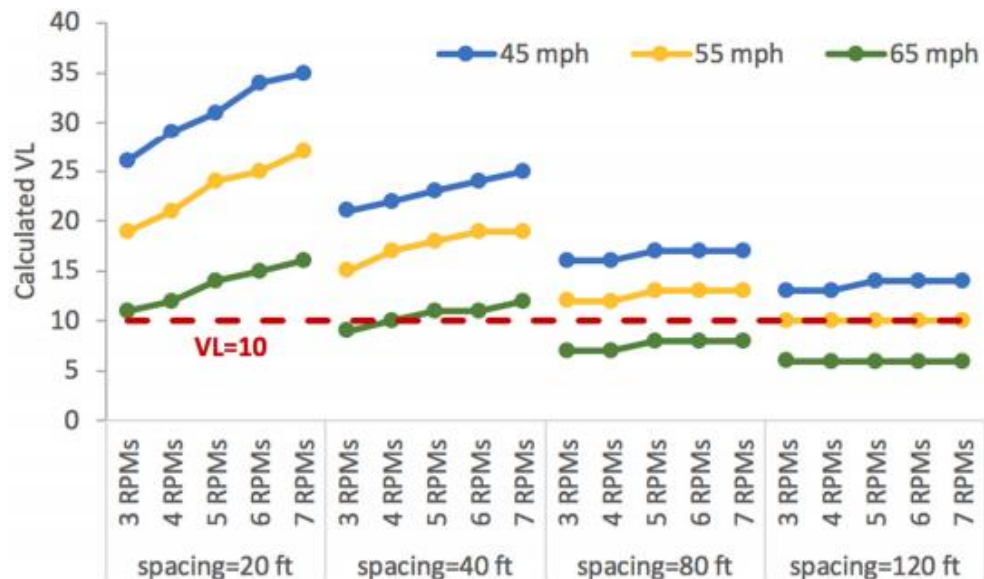 40
35
30
25
20
15
10
5
0
Calculated VL
45 mph 55 mph 65 mph
VL=10
3 RPMs 4 RPMs 5 RPMs 6 RPMs 7 RPMs 3 RPMs 4 RPMs 5 RPMs 6 RPMs 7 RPMs 3 RPMs 4 RPMs 5 RPMs 6 RPMs 7 RPMs 3 RPMs 4 RPMs 5 RPMs 6 RPMs 7 RPMs
spacing=20 ft spacing=40 ft spacing=80 ft spacing=120 ft